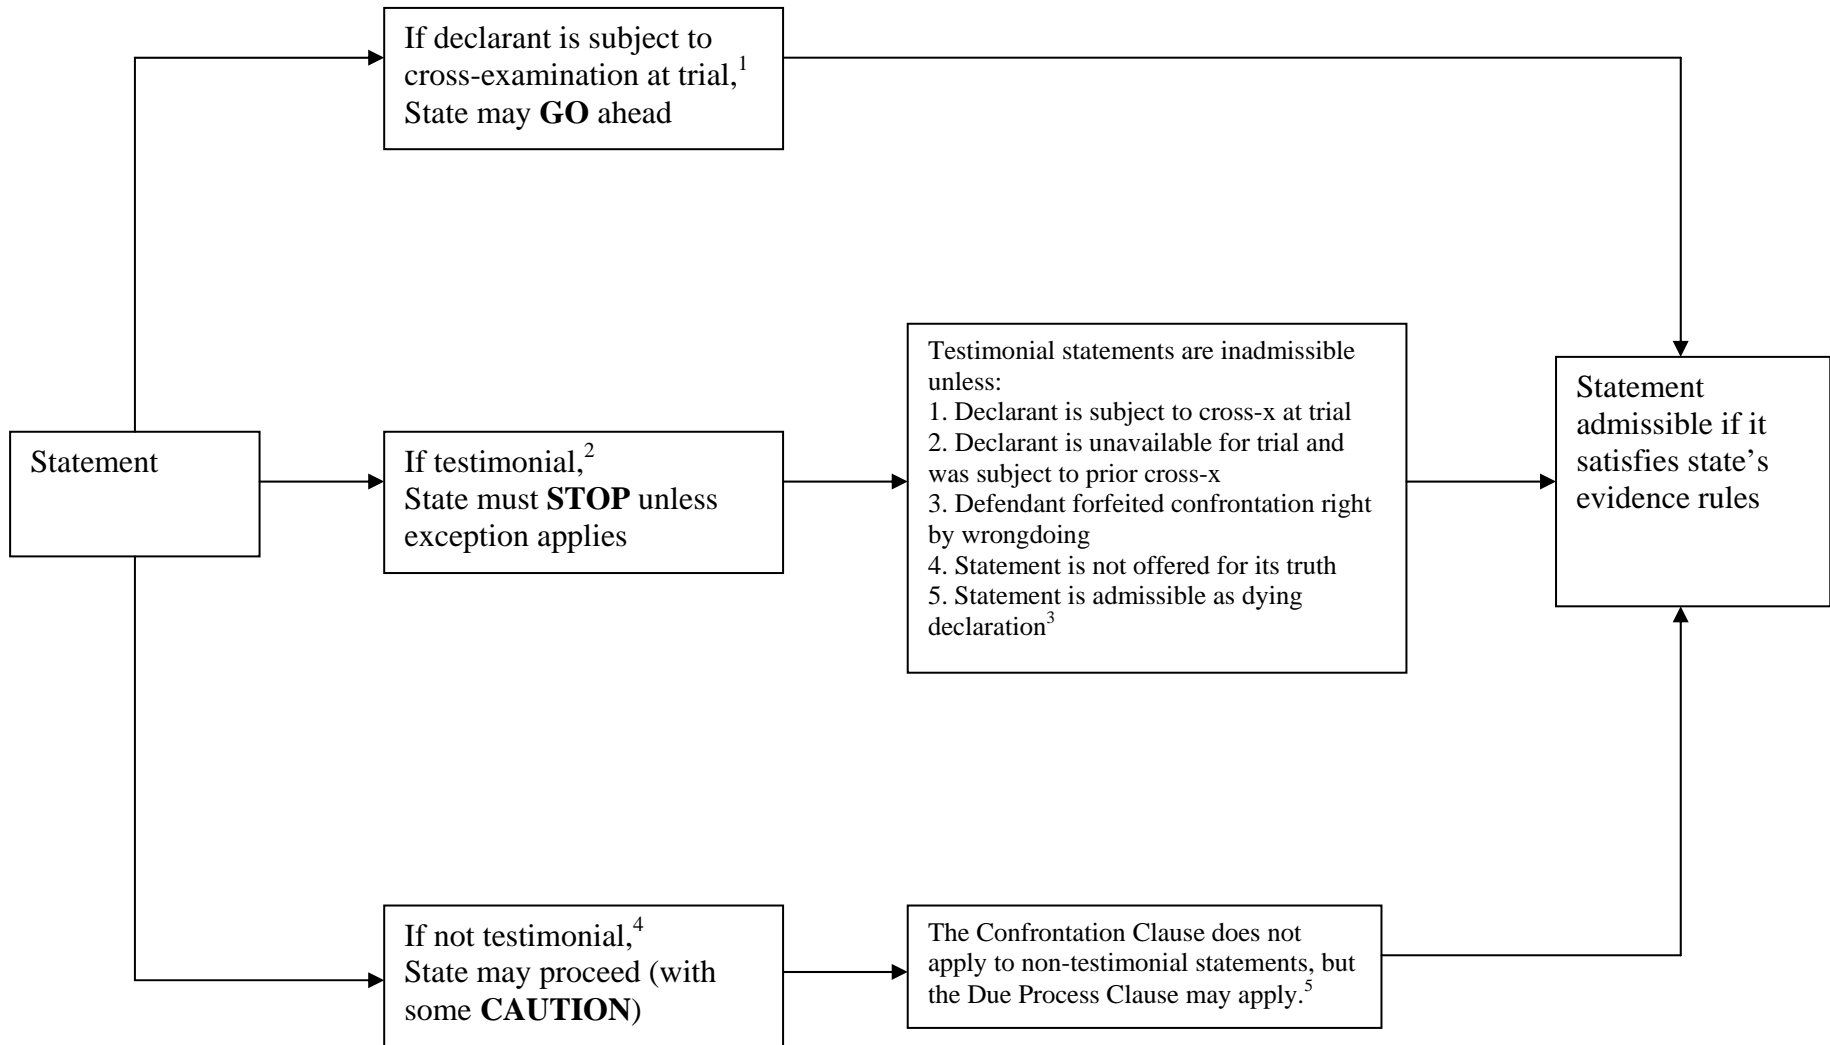 If declarant is subject to
cross-examination at trial,1
State may GO ahead
Statement
If testimonial,2
State must STOP unless
exception applies
Testimonial statements are inadmissible
unless:
1. Declarant is subject to cross-x at trial
2. Declarant is unavailable for trial and
was subject to prior cross-x
3. Defendant forfeited confrontation right
by wrongdoing
4. Statement is not offered for its truth
5. Statement is admissible as dying
declaration3
Statement
admissible if it
satisfies state’s
evidence rules
If not testimonial,4
State may proceed (with
some CAUTION)
The Confrontation Clause does not
apply to non-testimonial statements, but
the Due Process Clause may apply.5